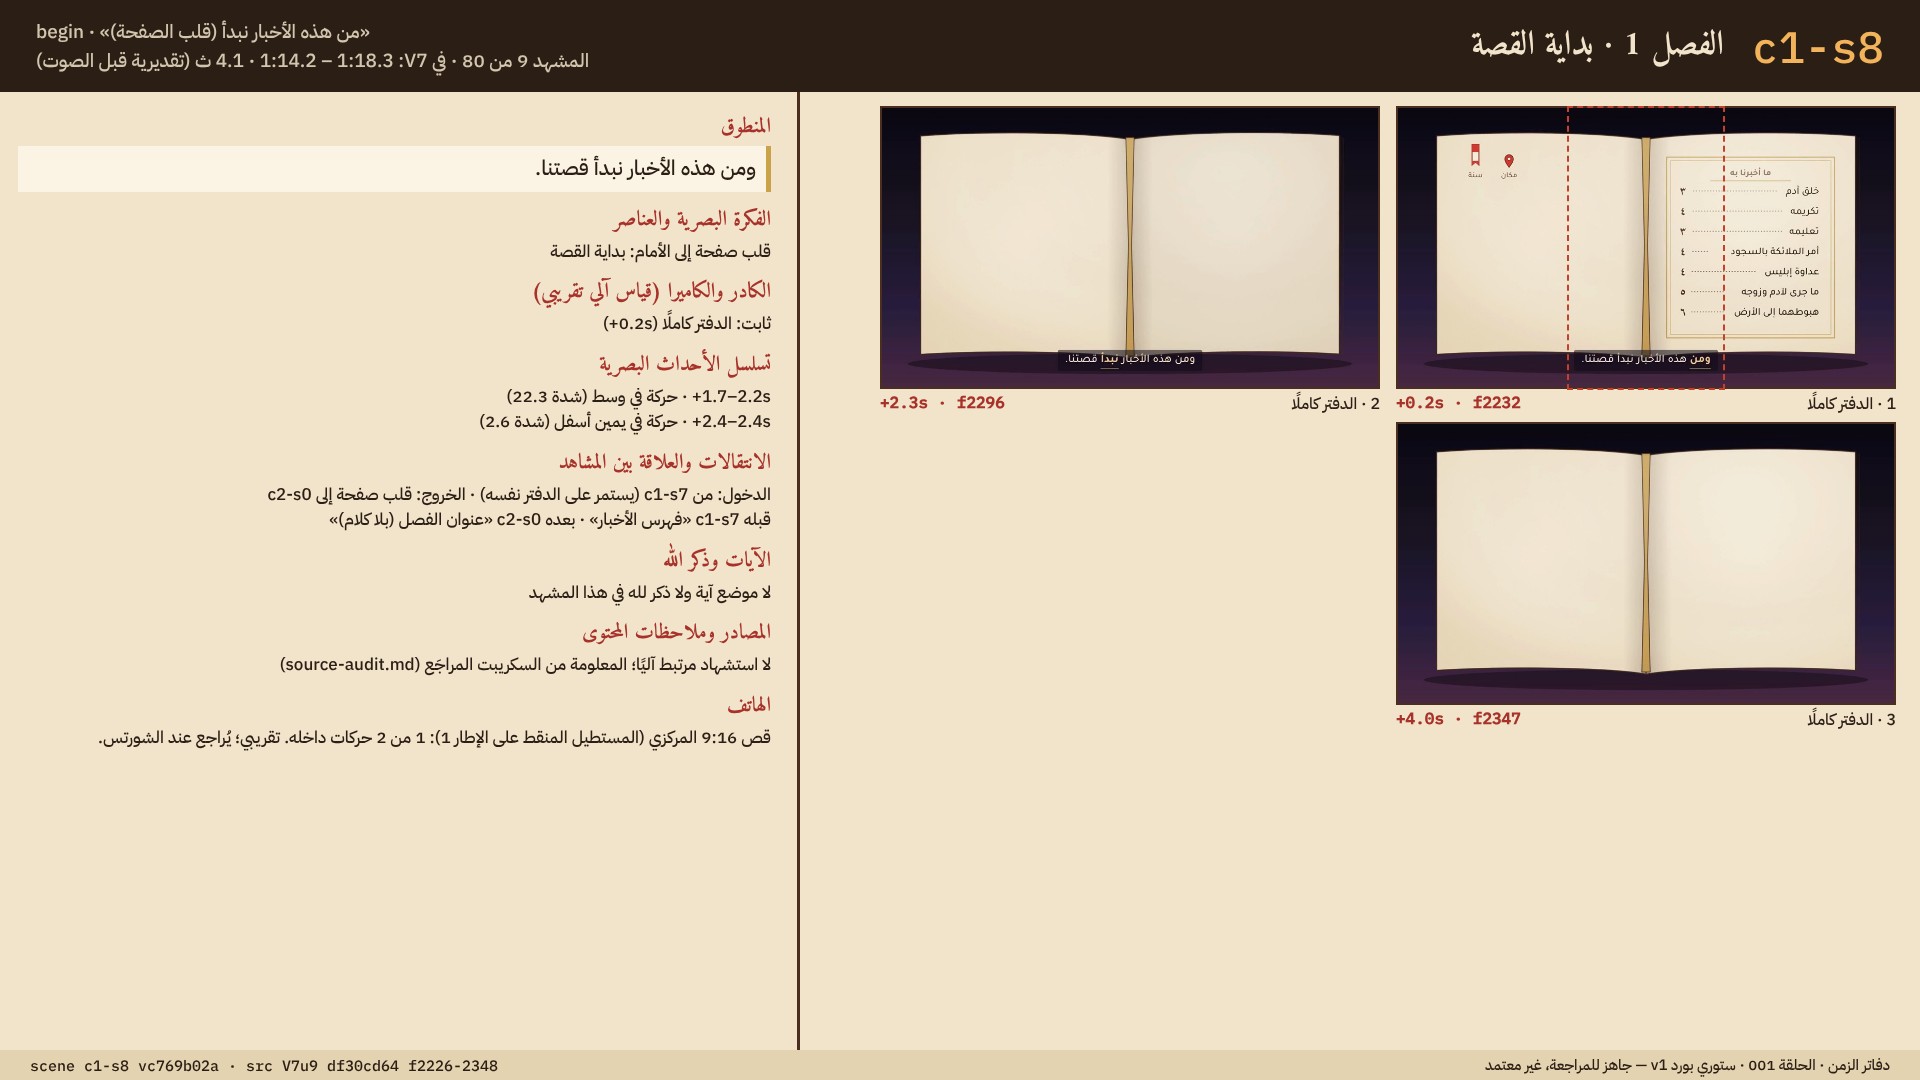 c1-s8 الفصل 1 · بداية القصة
«من هذه الأخبار نبدأ (قلب الصفحة)» · begin
المشهد 9 من 80 · في V7: 1:14.2 – 1:18.3 · 4.1 ث (تقديرية قبل الصوت)
ما أخبرنا به
خلق آدم ٣
تكريمه ٤
تعليمه ٣
أمر الملائكة بالسجود ٤
عداوة إبليس ٤
ما جرى لآدم وزوجه ٥
هبوطهما إلى الأرض ٦
مكان
سنة
ومن هذه الأخبار نبدأ قصتنا.
1 · الدفتر كاملًا
+0.2s · f2232
ومن هذه الأخبار نبدأ قصتنا.
2 · الدفتر كاملًا
+2.3s · f2296
3 · الدفتر كاملًا
+4.0s · f2347
المنطوق
ومن هذه الأخبار نبدأ قصتنا.
الفكرة البصرية والعناصر
قلب صفحة إلى الأمام: بداية القصة
الكادر والكاميرا (قياس آلي تقريبي)
ثابت: الدفتر كاملًا (+0.2s)
تسلسل الأحداث البصرية
+1.7–2.2s · حركة في وسط (شدة 22.3)
+2.4–2.4s · حركة في يمين أسفل (شدة 2.6)
الانتقالات والعلاقة بين المشاهد
الدخول: من c1-s7 (يستمر على الدفتر نفسه) · الخروج: قلب صفحة إلى c2-s0
قبله c1-s7 «فهرس الأخبار» · بعده c2-s0 «عنوان الفصل (بلا كلام)»
الآيات وذكر الله
لا موضع آية ولا ذكر لله في هذا المشهد
المصادر وملاحظات المحتوى
لا استشهاد مرتبط آليًا؛ المعلومة من السكريبت المراجَع (source-audit.md)
الهاتف
قص 9:16 المركزي (المستطيل المنقط على الإطار 1): 1 من 2 حركات داخله. تقريبي؛ يُراجع عند الشورتس.
دفاتر الزمن · الحلقة 001 · ستوري بورد v1 — جاهز للمراجعة، غير معتمد
scene c1-s8 vc769b02a · src V7u9 df30cd64 f2226-2348